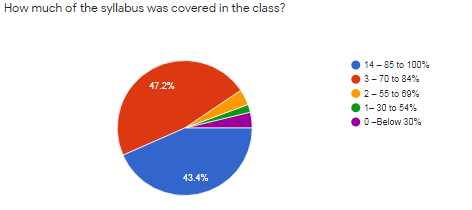 How much of the syllabus was covered in the class?
47.2%
43.4%
14 – 85 to 100%
3 – 70 to 84%
2 – 55 to 69%
1– 30 to 54%
0 –Below 30%